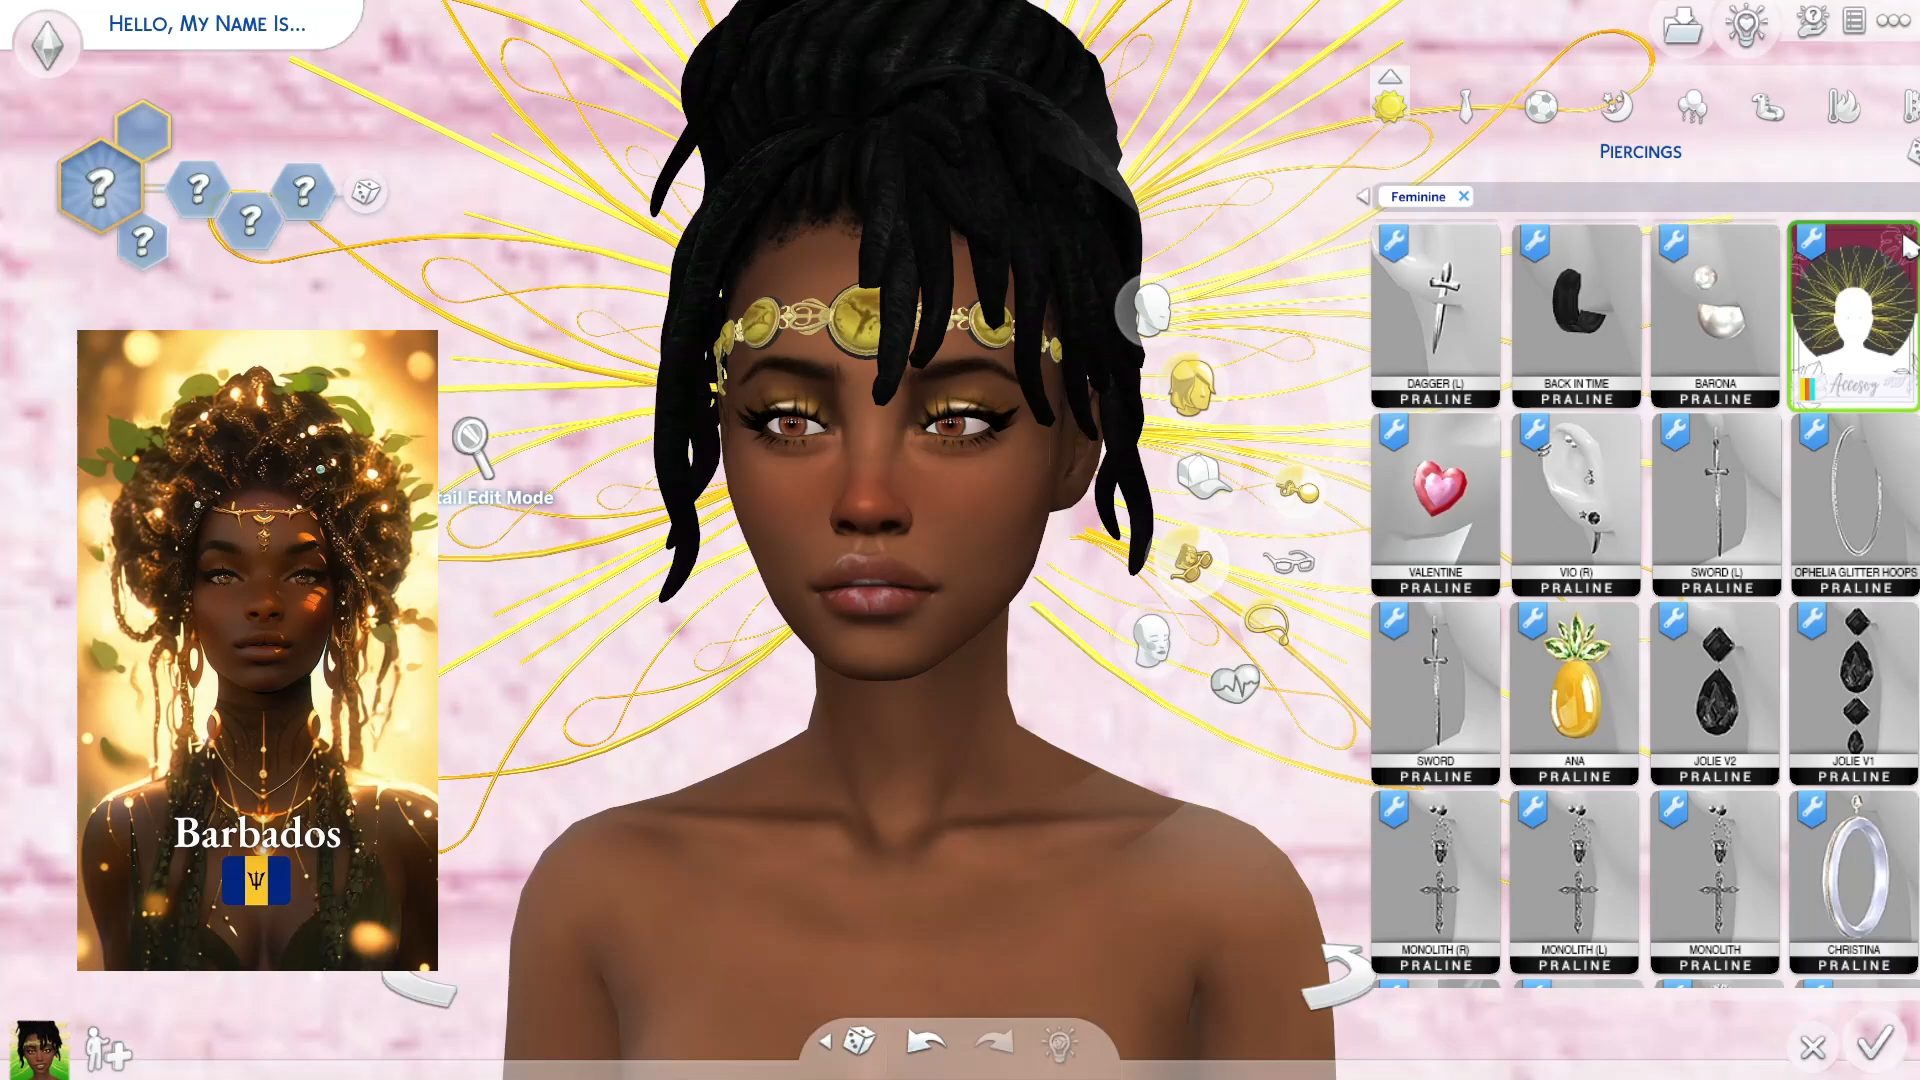 Hello, My Name Is...
Piercings
Feminine
DAGGER (L)
PRALINE
BACK IN TIME
PRALINE
BARONA
PRALINE
Accesory
tail Edit Mode
VALENTINE
PRALINE
VIO (R)
PRALINE
SWORD (L)
PRALINE
OPHELIA GLITTER HOOPS
PRALINE
SWORD
PRALINE
ANA
PRALINE
JOLIE V2
PRALINE
JOLIE V1
PRALINE
Barbados
MONOLITH (R)
PRALINE
MONOLITH (L)
PRALINE
MONOLITH
PRALINE
CHRISTINA
PRALINE